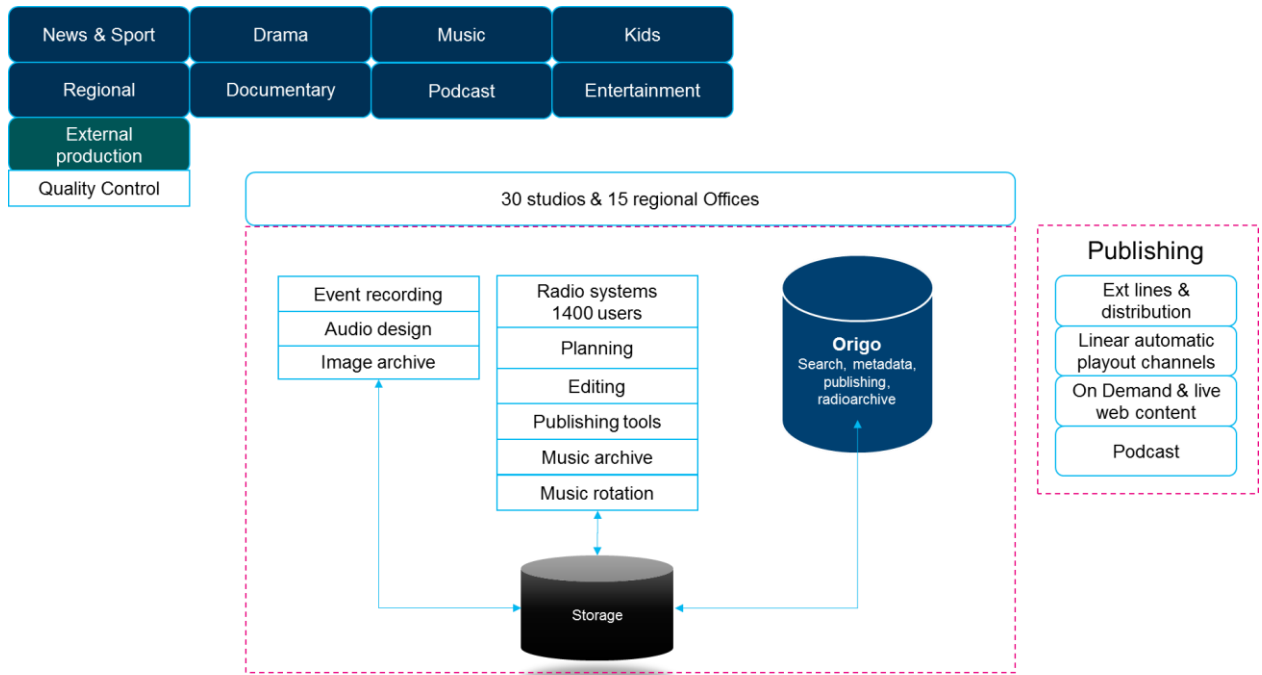 News & Sport
Drama
Music
Kids
Regional
Documentary
Podcast
Entertainment
External
production
Quality Control
30 studios & 15 regional Offices
Event recording
Audio design
Image archive
Radio systems
1400 users
Planning
Editing
Publishing tools
Music archive
Music rotation
Origo
Search, metadata,
publishing,
radioarchive
Storage
Publishing
Ext lines &
distribution
Linear automatic
playout channels
On Demand & live
web content
Podcast